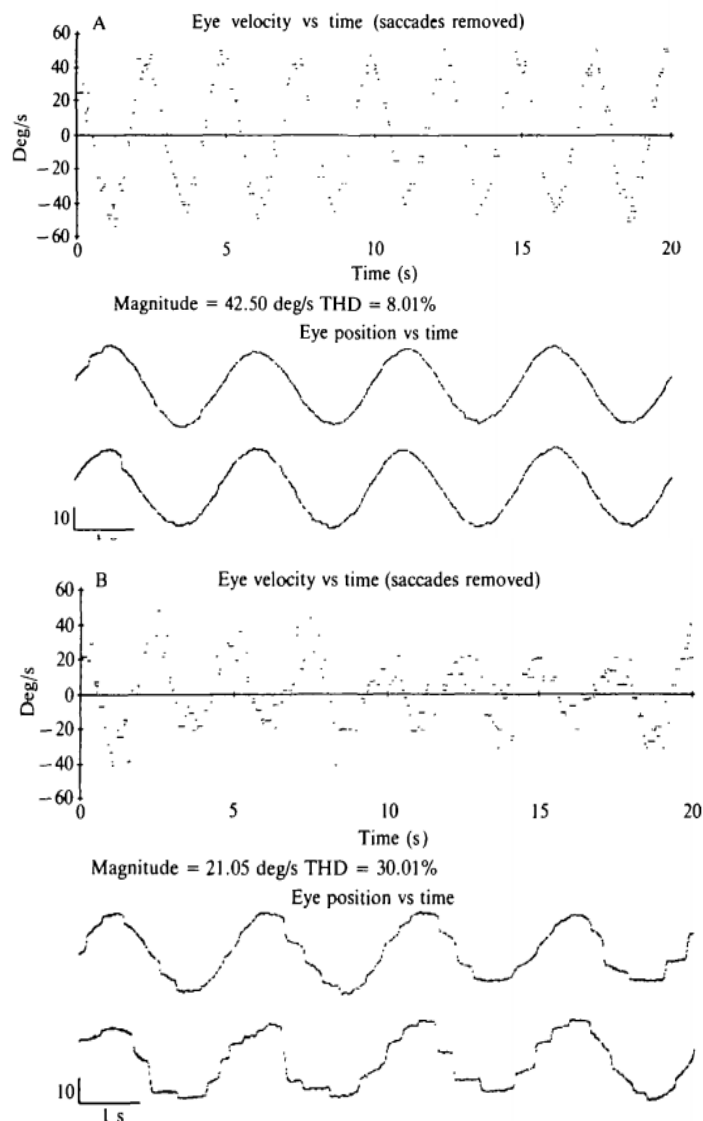 A Eye velocity vs time (saccades removed)
60
40
20
0
−20
−40
−60
Deg/s
0 5 10 15 20
Time (s)
Magnitude = 42.50 deg/s THD = 8.01%
Eye position vs time
10
B Eye velocity vs time (saccades removed)
60
40
20
0
−20
−40
−60
Deg/s
0 5 10 15 20
Time (s)
Magnitude = 21.05 deg/s THD = 30.01%
Eye position vs time
10
1 s